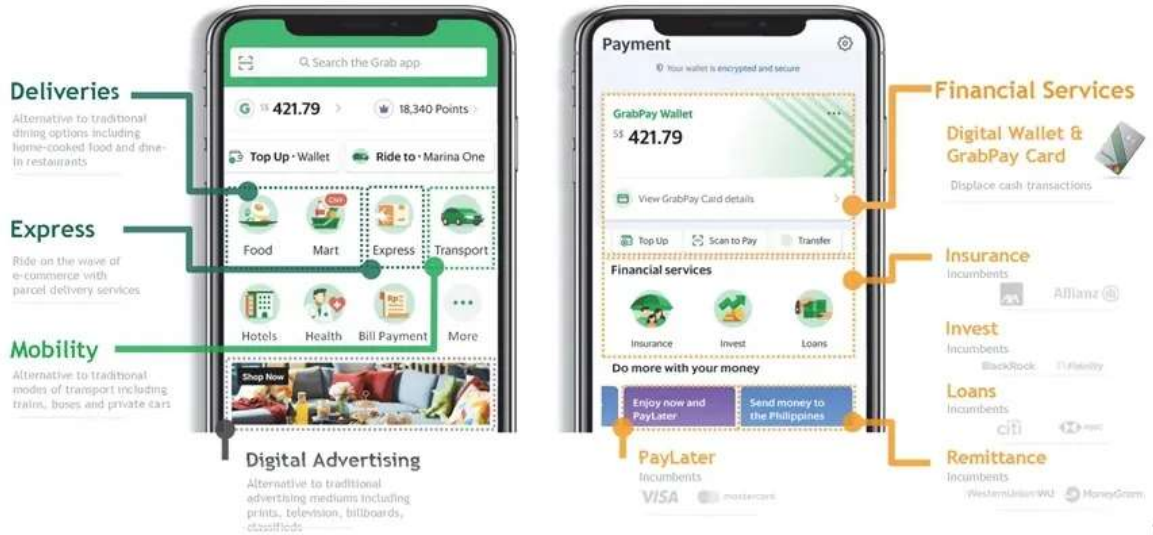 Deliveries
Alternative to traditional
dining options including
home-cooked food and dine-
in restaurants
Express
Ride on the wave of
e-commerce with
parcel delivery services
Mobility
Alternative to traditional
modes of transport including
trains, buses and private cars
Search the Grab app
G S$ 421.79
18,340 Points
Top Up · Wallet
Ride to · Marina One
Food
Mart
Express
Transport
Hotels
Health
Rp
Bill Payment
More
Shop Now
Digital Advertising
Alternative to traditional
advertising mediums including
prints, television, billboards,
classifieds
Payment
Your wallet is encrypted and secure
GrabPay Wallet
S$ 421.79
View GrabPay Card details
Top Up
Scan to Pay
Transfer
Financial services
Insurance
Invest
Loans
Do more with your money
Enjoy now and
PayLater
Send money to
the Philippines
PayLater
Incumbents
VISA
mastercard
Financial Services
Digital Wallet &
GrabPay Card
Displace cash transactions
Insurance
Incumbents
AXA
Allianz
Invest
Incumbents
BlackRock
Fidelity
Loans
Incumbents
citi
HSBC
Remittance
Incumbents
WesternUnion WU
MoneyGram